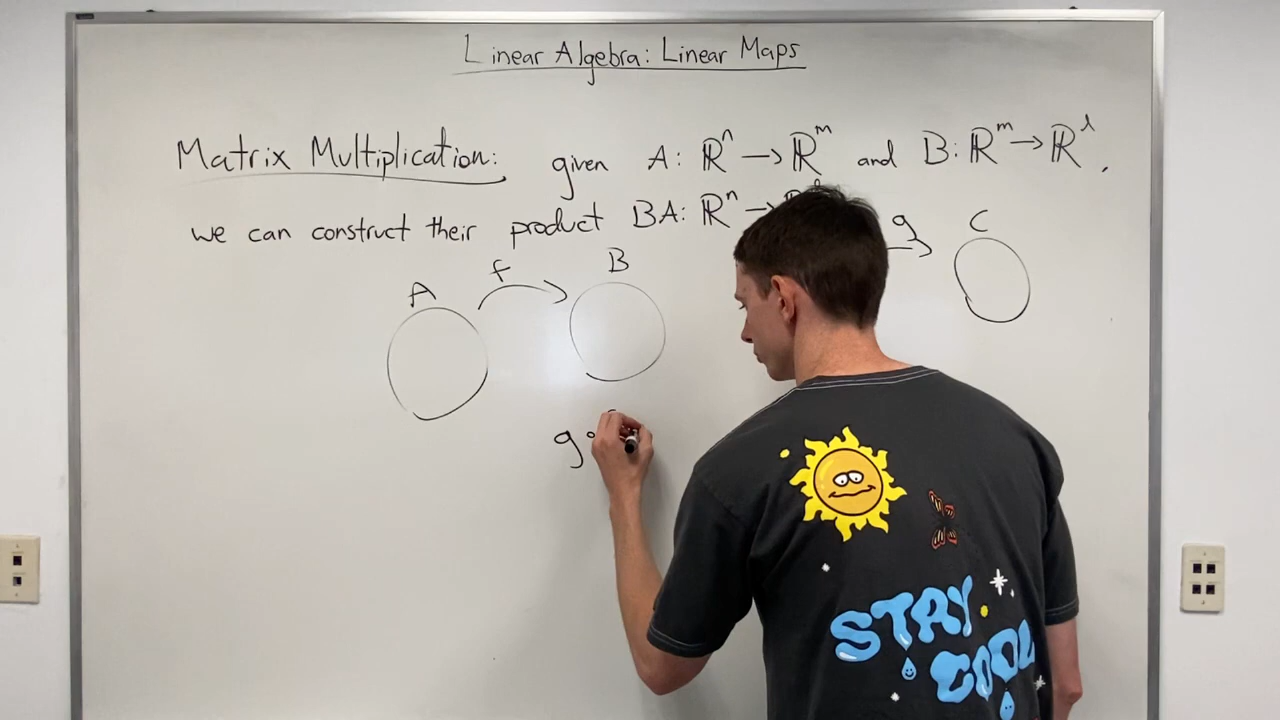 Linear Algebra: Linear Maps
Matrix Multiplication: given A: ℝⁿ → ℝᵐ and B: ℝᵐ → ℝˡ,
we can construct their product BA: ℝⁿ →
A f B g C
g∘
STAY
COOL